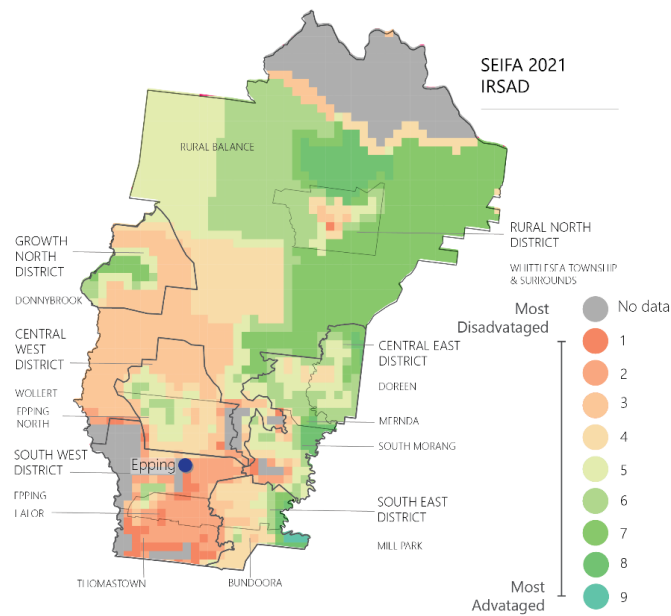 SEIFA 2021
IRSAD
RURAL BALANCE
RURAL NORTH
DISTRICT
WHITTLESEA TOWNSHIP
& SURROUNDS
GROWTH
NORTH
DISTRICT
DONNYBROOK
CENTRAL
WEST
DISTRICT
WOLLERT
EPPING
NORTH
SOUTH WEST
DISTRICT
Epping
EPPING
LALOR
THOMASTOWN
BUNDOORA
CENTRAL EAST
DISTRICT
DOREEN
MERNDA
SOUTH MORANG
SOUTH EAST
DISTRICT
MILL PARK
Most
Disadvataged
No data
1
2
3
4
5
6
7
8
9
Most
Advataged